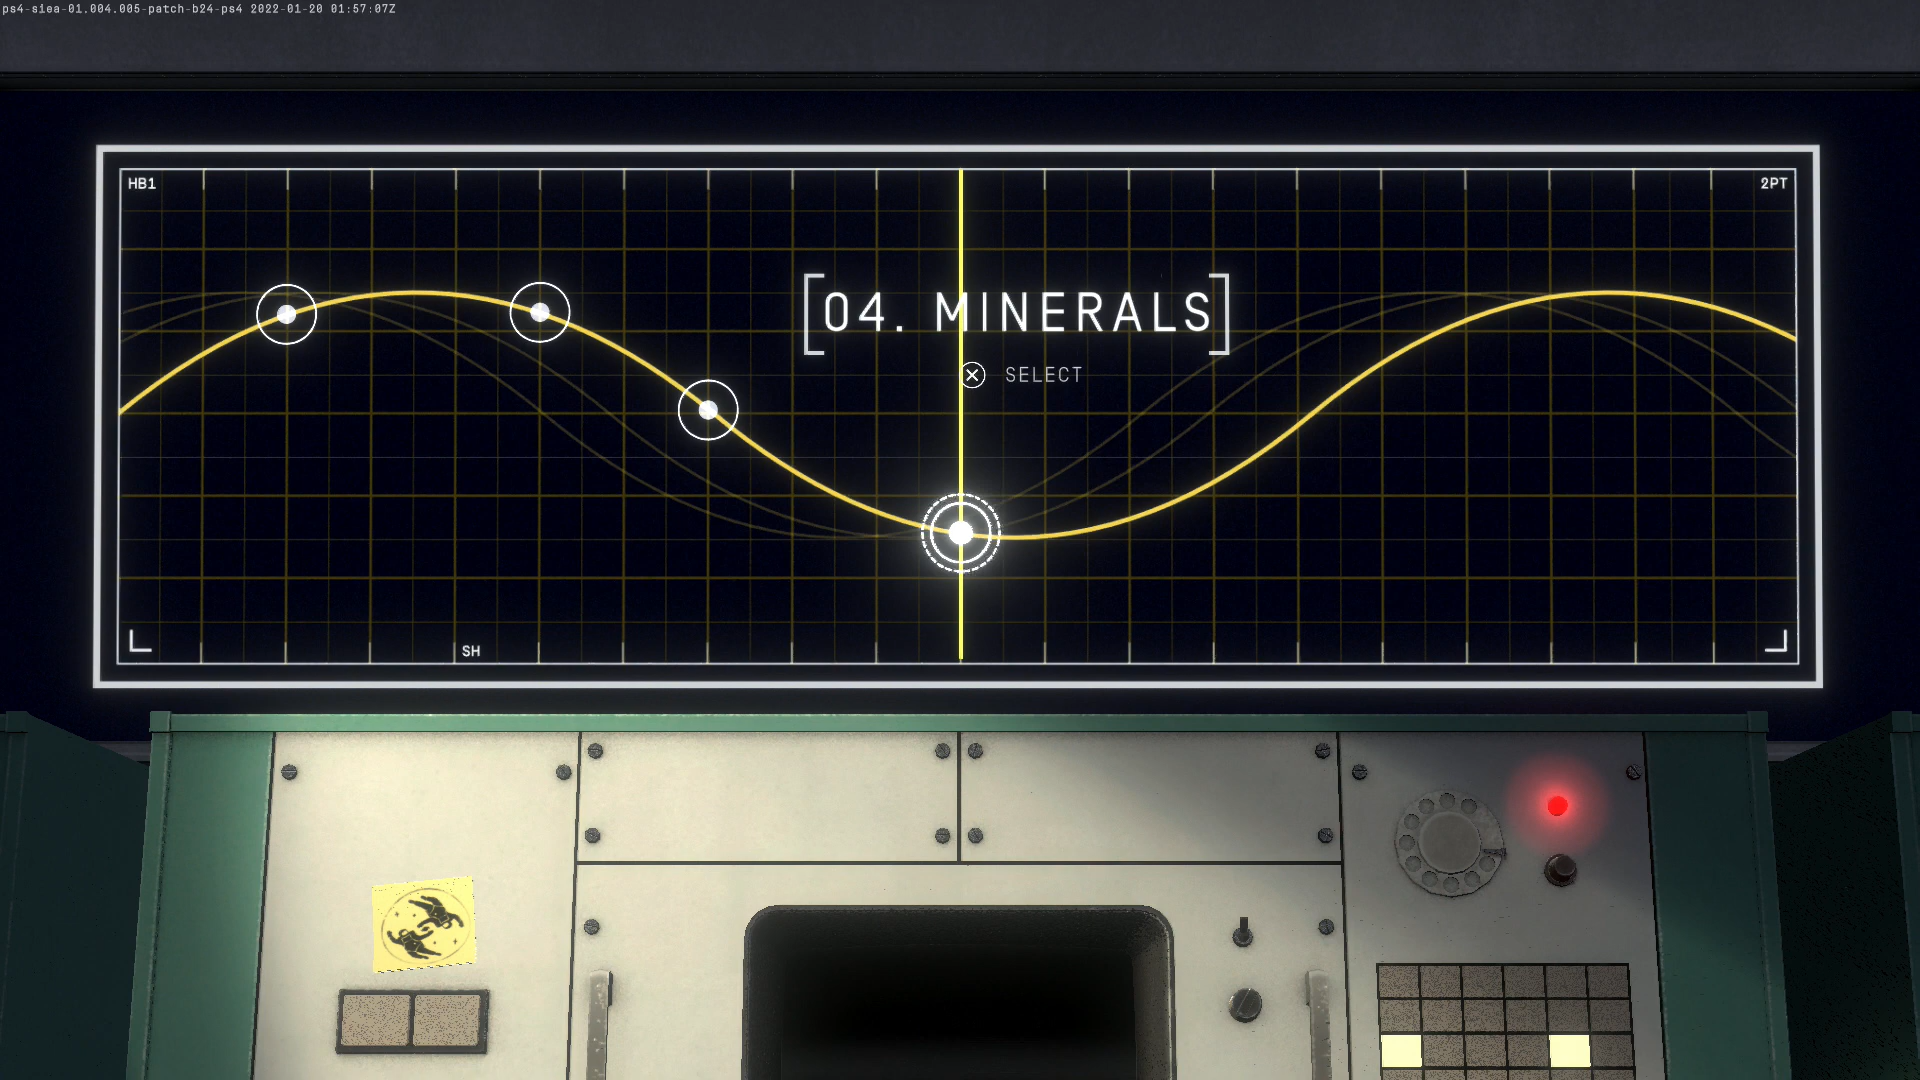 ps4-siea-01.004.005-patch-b24-ps4 2022-01-20 01:57:07Z
HB1
2PT
04. MINERALS
SELECT
SH